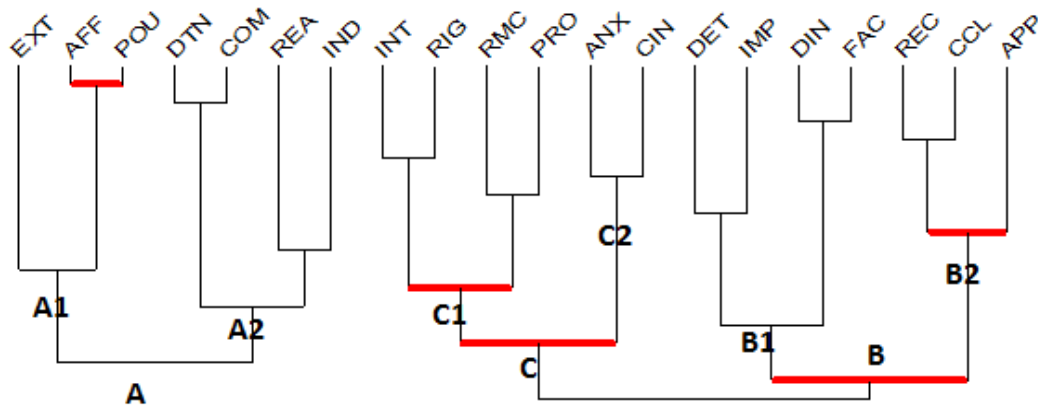 EXT AFF POU DTN COM REA IND INT RIG RMC PRO ANX CIN DET IMP DIN FAC REC CCL APP
C2
B2
A1 C1
A2 B1
B
C
A